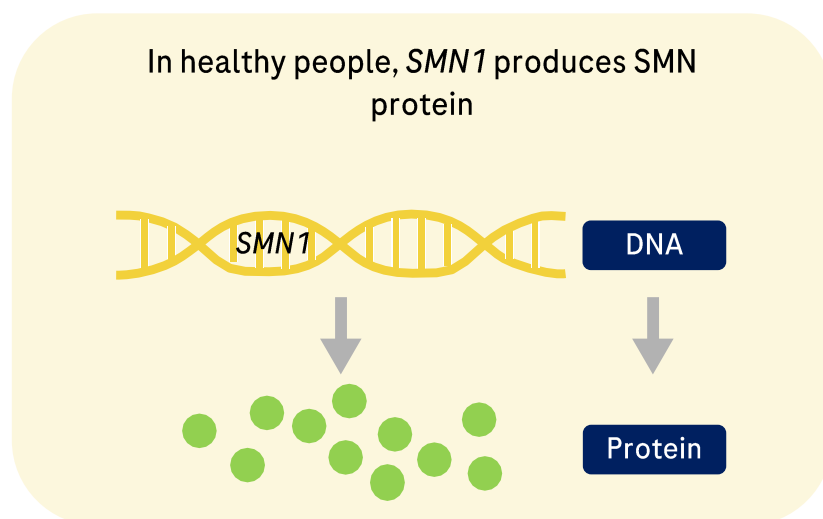 In healthy people, SMN1 produces SMN
protein
SMN1
DNA
Protein